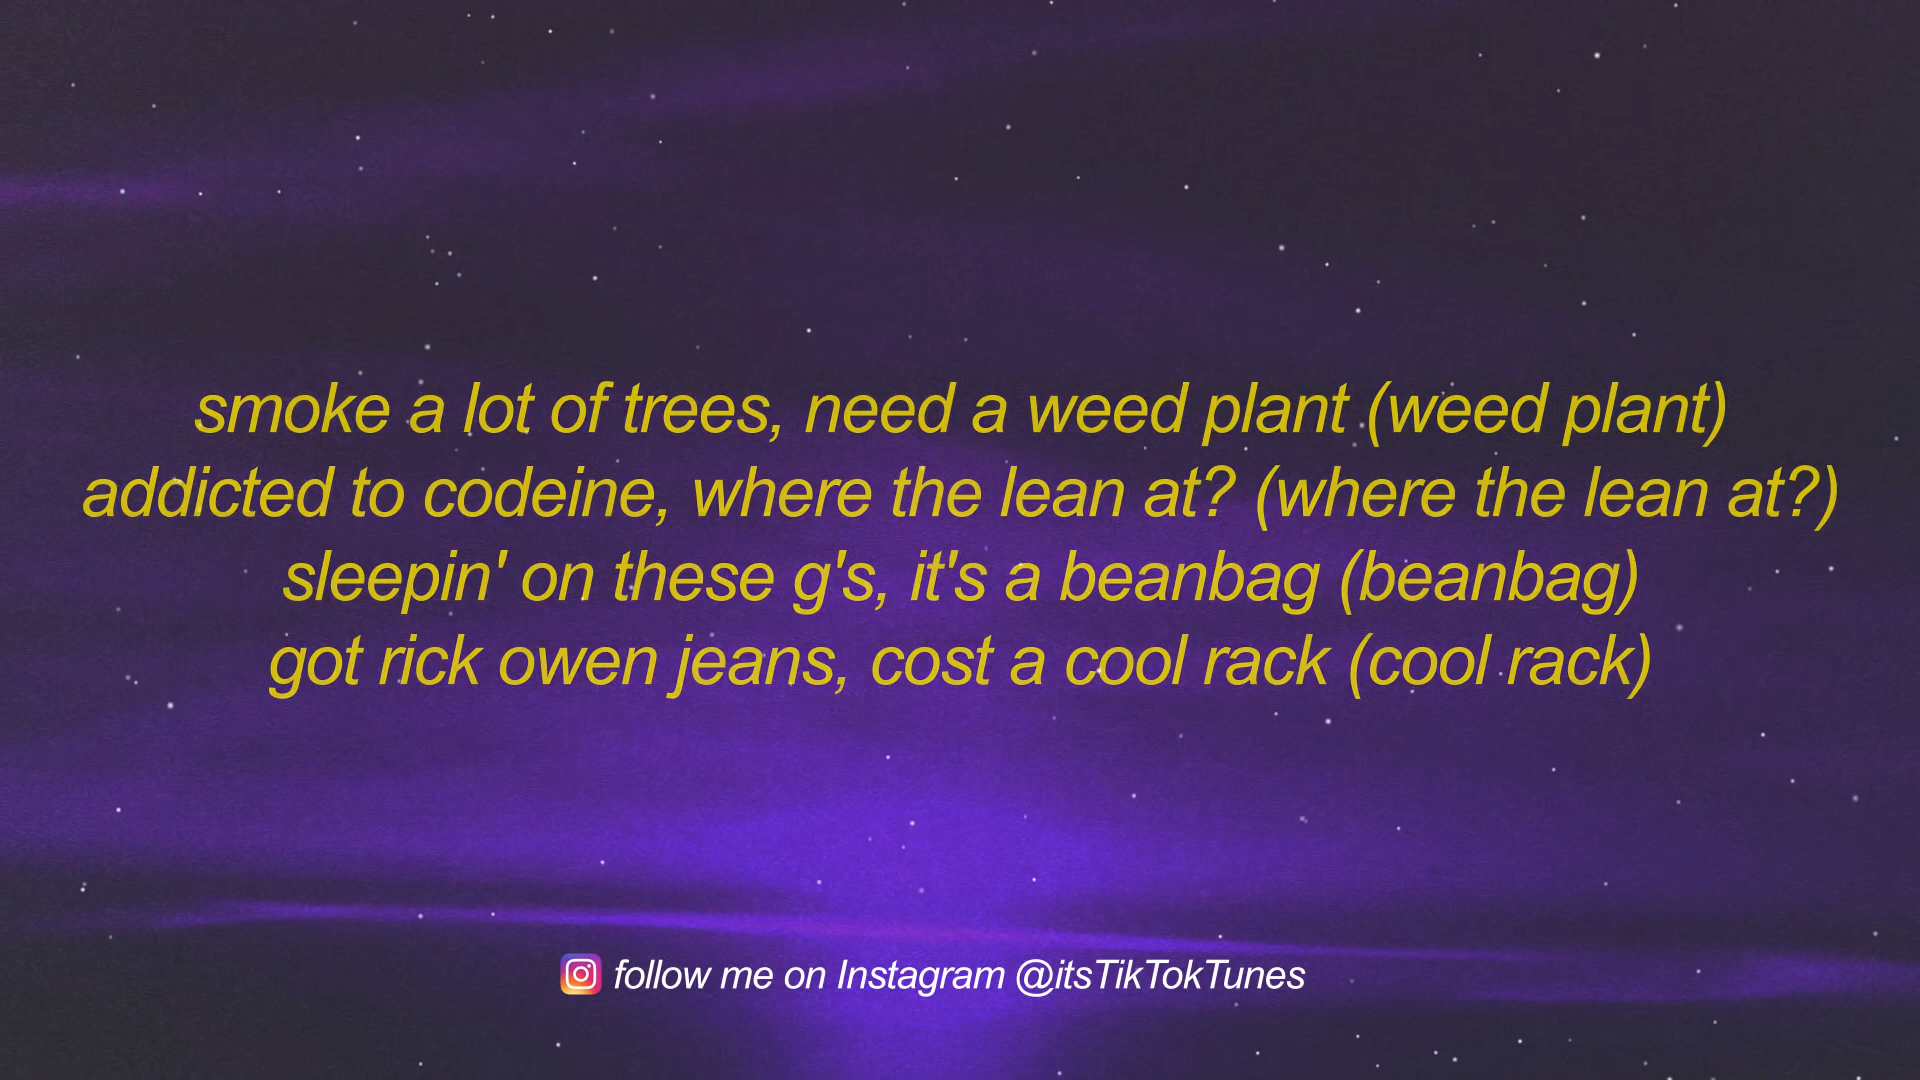 smoke a lot of trees, need a weed plant (weed plant)
addicted to codeine, where the lean at? (where the lean at?)
sleepin' on these g's, it's a beanbag (beanbag)
got rick owen jeans, cost a cool rack (cool rack)
follow me on Instagram @itsTikTokTunes